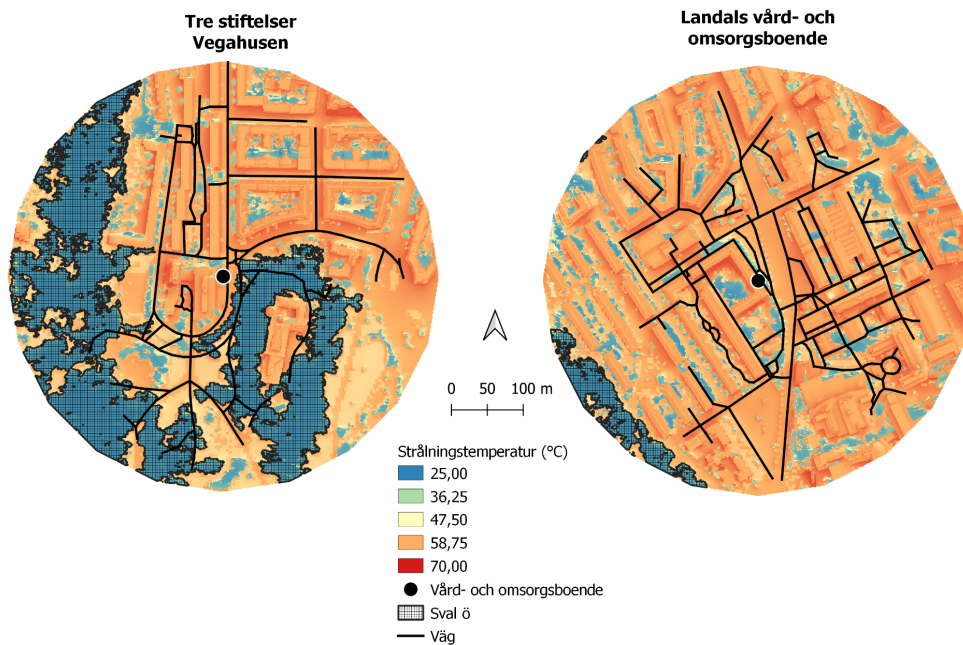 Tre stiftelser
Vegahusen
Landals vård- och
omsorgsboende
0 50 100 m
Strålningstemperatur (°C)
25,00
36,25
47,50
58,75
70,00
Vård- och omsorgsboende
Sval ö
Väg